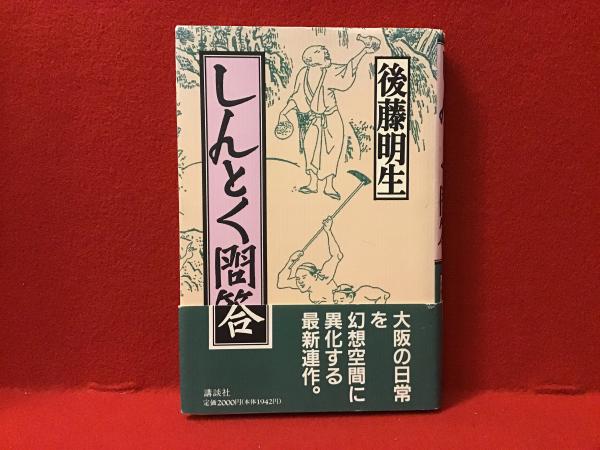 後藤明生
しんとく問答
大阪の日常
を
幻想空間に
異化する
最新連作。
講談社
定価2000円(本体1942円)